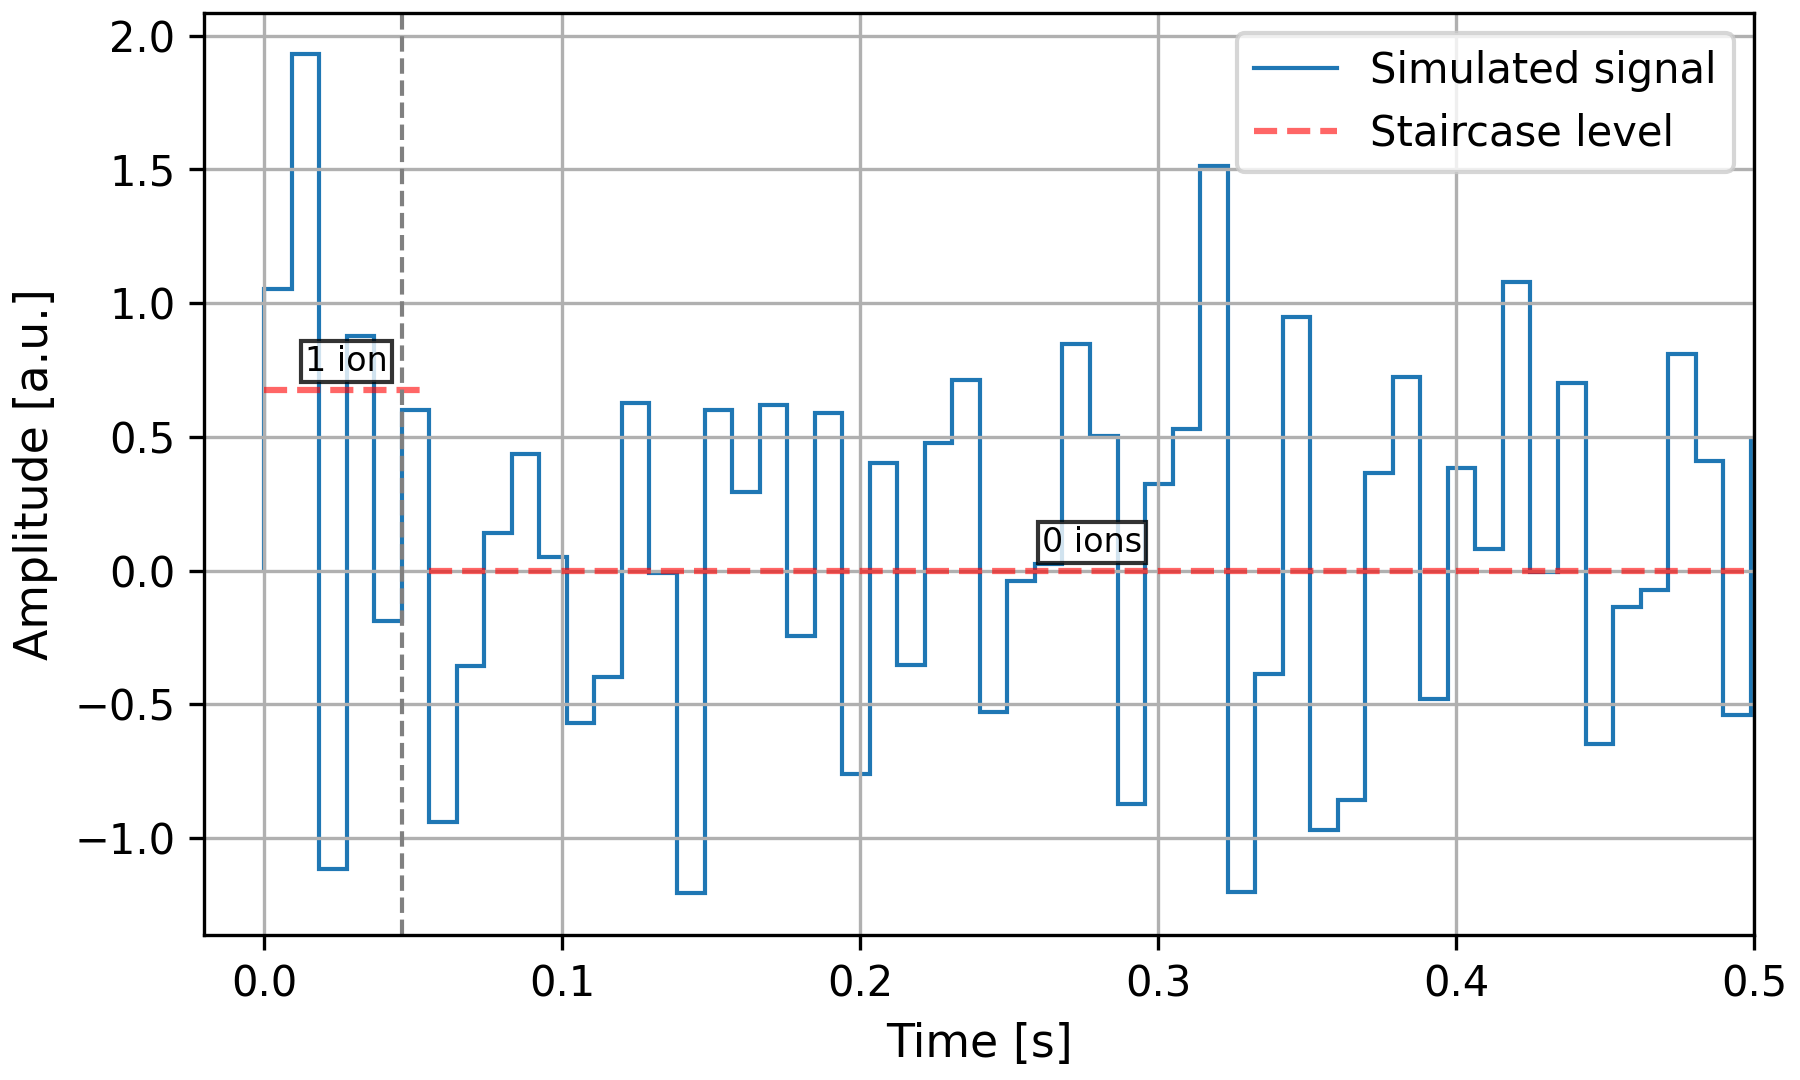 2.0
1.5
1.0
0.5
0.0
−0.5
−1.0
Amplitude [a.u.]
Simulated signal
Staircase level
1 ion
0 ions
0.0 0.1 0.2 0.3 0.4 0.5
Time [s]